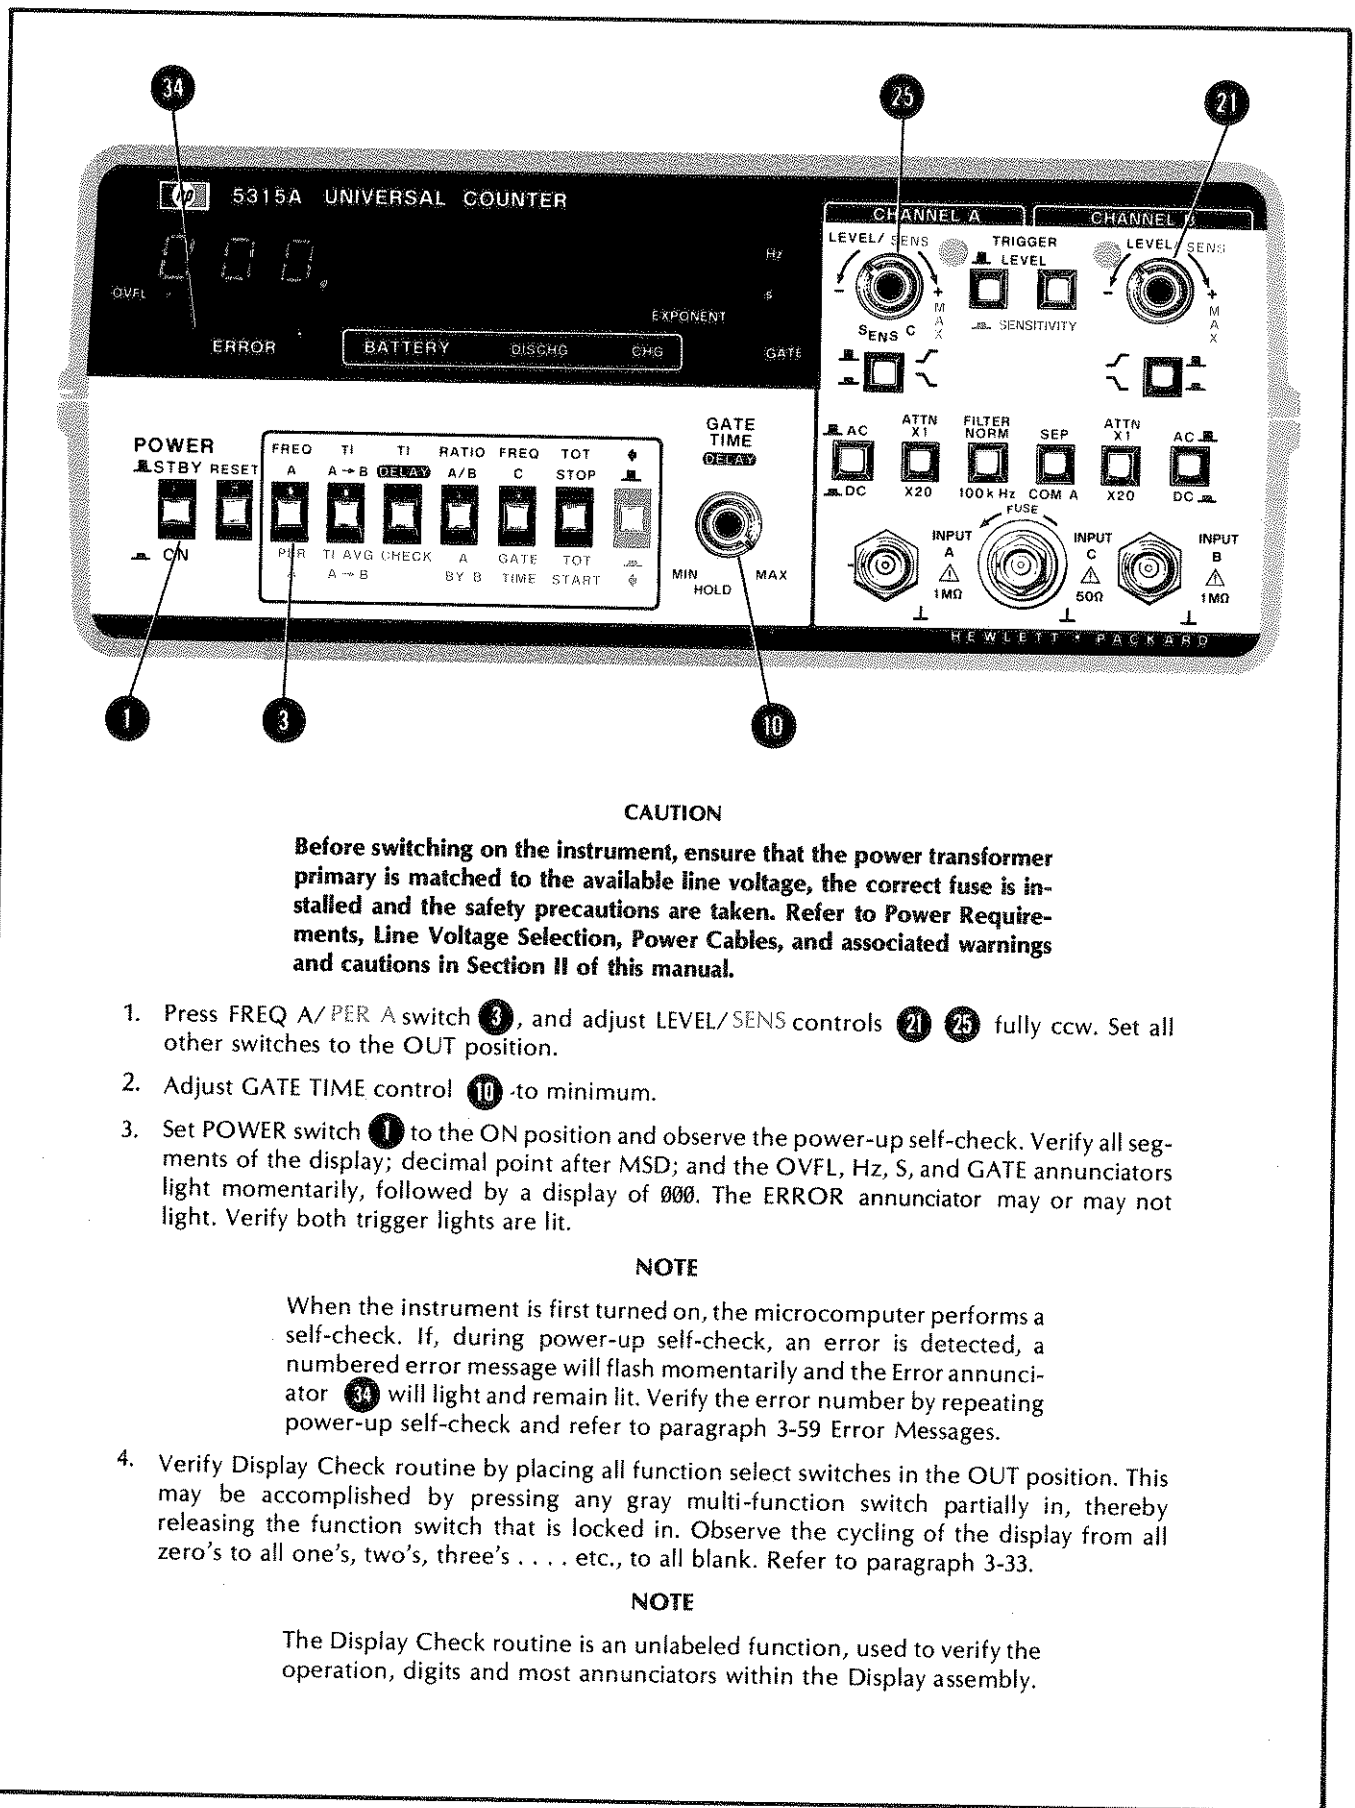 34
25
21
hp 5315A UNIVERSAL COUNTER
000.
OVFL
Hz
S
EXPONENT
ERROR
BATTERY DISCHG CHG
GATE
CHANNEL A
CHANNEL B
LEVEL/ SENS
TRIGGER
LEVEL
LEVEL/ SENS
- +
M
A
X
SENS C
SENSITIVITY
- +
M
A
X
POWER
STBY RESET
ON
FREQ TI TI RATIO FREQ TOT
A A→B DELAY A/B C STOP
PER TI AVG CHECK A GATE TOT
A A→B BY B TIME START
GATE
TIME
DELAY
MIN MAX
HOLD
AC
DC
ATTN
X1
X20
FILTER
NORM
100k Hz
SEP
COM A
ATTN
X1
X20
AC
DC
FUSE
INPUT
A
1MΩ
INPUT
C
50Ω
INPUT
B
1MΩ
HEWLETT • PACKARD
1
3
10
CAUTION
Before switching on the instrument, ensure that the power transformer
primary is matched to the available line voltage, the correct fuse is in-
stalled and the safety precautions are taken. Refer to Power Require-
ments, Line Voltage Selection, Power Cables, and associated warnings
and cautions in Section II of this manual.
1. Press FREQ A/ PER A switch 3, and adjust LEVEL/ SENS controls 21 25 fully ccw. Set all
other switches to the OUT position.
2. Adjust GATE TIME control 10 to minimum.
3. Set POWER switch 1 to the ON position and observe the power-up self-check. Verify all seg-
ments of the display; decimal point after MSD; and the OVFL, Hz, S, and GATE annunciators
light momentarily, followed by a display of 000. The ERROR annunciator may or may not
light. Verify both trigger lights are lit.
NOTE
When the instrument is first turned on, the microcomputer performs a
self-check. If, during power-up self-check, an error is detected, a
numbered error message will flash momentarily and the Error annunci-
ator 34 will light and remain lit. Verify the error number by repeating
power-up self-check and refer to paragraph 3-59 Error Messages.
4. Verify Display Check routine by placing all function select switches in the OUT position. This
may be accomplished by pressing any gray multi-function switch partially in, thereby
releasing the function switch that is locked in. Observe the cycling of the display from all
zero's to all one's, two's, three's . . . . etc., to all blank. Refer to paragraph 3-33.
NOTE
The Display Check routine is an unlabeled function, used to verify the
operation, digits and most annunciators within the Display assembly.